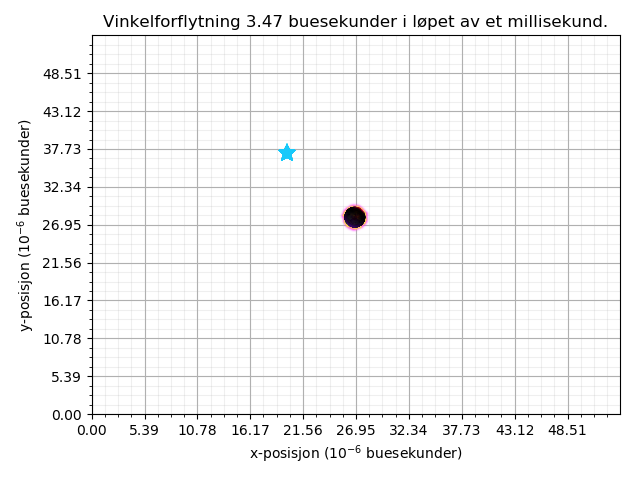 Vinkelforflytning 3.47 buesekunder i løpet av et millisekund.
y-posisjon (10⁻⁶ buesekunder)
48.51
43.12
37.73
32.34
26.95
21.56
16.17
10.78
5.39
0.00
0.00 5.39 10.78 16.17 21.56 26.95 32.34 37.73 43.12 48.51
x-posisjon (10⁻⁶ buesekunder)